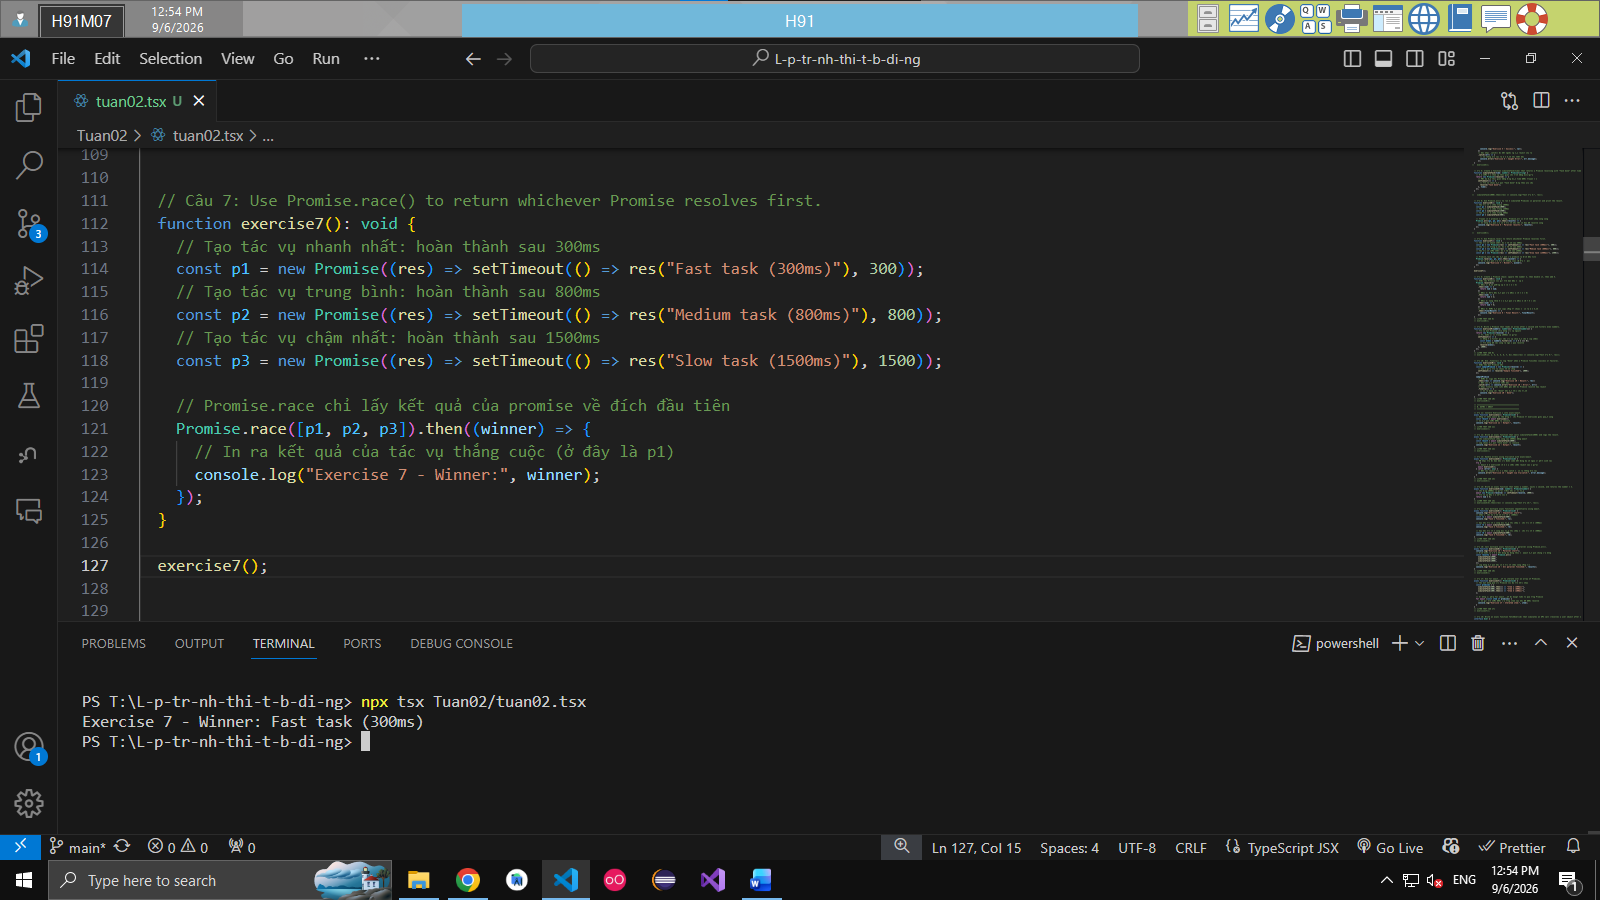 H91M07
12:54 PM
9/6/2026
H91
Q W
A S
File Edit Selection View Go Run ···
L-p-tr-nh-thi-t-b-di-ng
tuan02.tsx U
Tuan02 > tuan02.tsx > ...
109
110
111 // Câu 7: Use Promise.race() to return whichever Promise resolves first.
112 function exercise7(): void {
113 // Tạo tác vụ nhanh nhất: hoàn thành sau 300ms
114 const p1 = new Promise((res) => setTimeout(() => res("Fast task (300ms)"), 300));
115 // Tạo tác vụ trung bình: hoàn thành sau 800ms
116 const p2 = new Promise((res) => setTimeout(() => res("Medium task (800ms)"), 800));
117 // Tạo tác vụ chậm nhất: hoàn thành sau 1500ms
118 const p3 = new Promise((res) => setTimeout(() => res("Slow task (1500ms)"), 1500));
119
120 // Promise.race chỉ lấy kết quả của promise về đích đầu tiên
121 Promise.race([p1, p2, p3]).then((winner) => {
122 // In ra kết quả của tác vụ thắng cuộc (ở đây là p1)
123 console.log("Exercise 7 - Winner:", winner);
124 });
125 }
126
127 exercise7();
128
129
3
1
PROBLEMS OUTPUT TERMINAL PORTS DEBUG CONSOLE
powershell
PS T:\L-p-tr-nh-thi-t-b-di-ng> npx tsx Tuan02/tuan02.tsx
Exercise 7 - Winner: Fast task (300ms)
PS T:\L-p-tr-nh-thi-t-b-di-ng>
main* 0 0 0 Ln 127, Col 15 Spaces: 4 UTF-8 CRLF TypeScript JSX Go Live Prettier
Type here to search
ENG
12:54 PM
9/6/2026
1